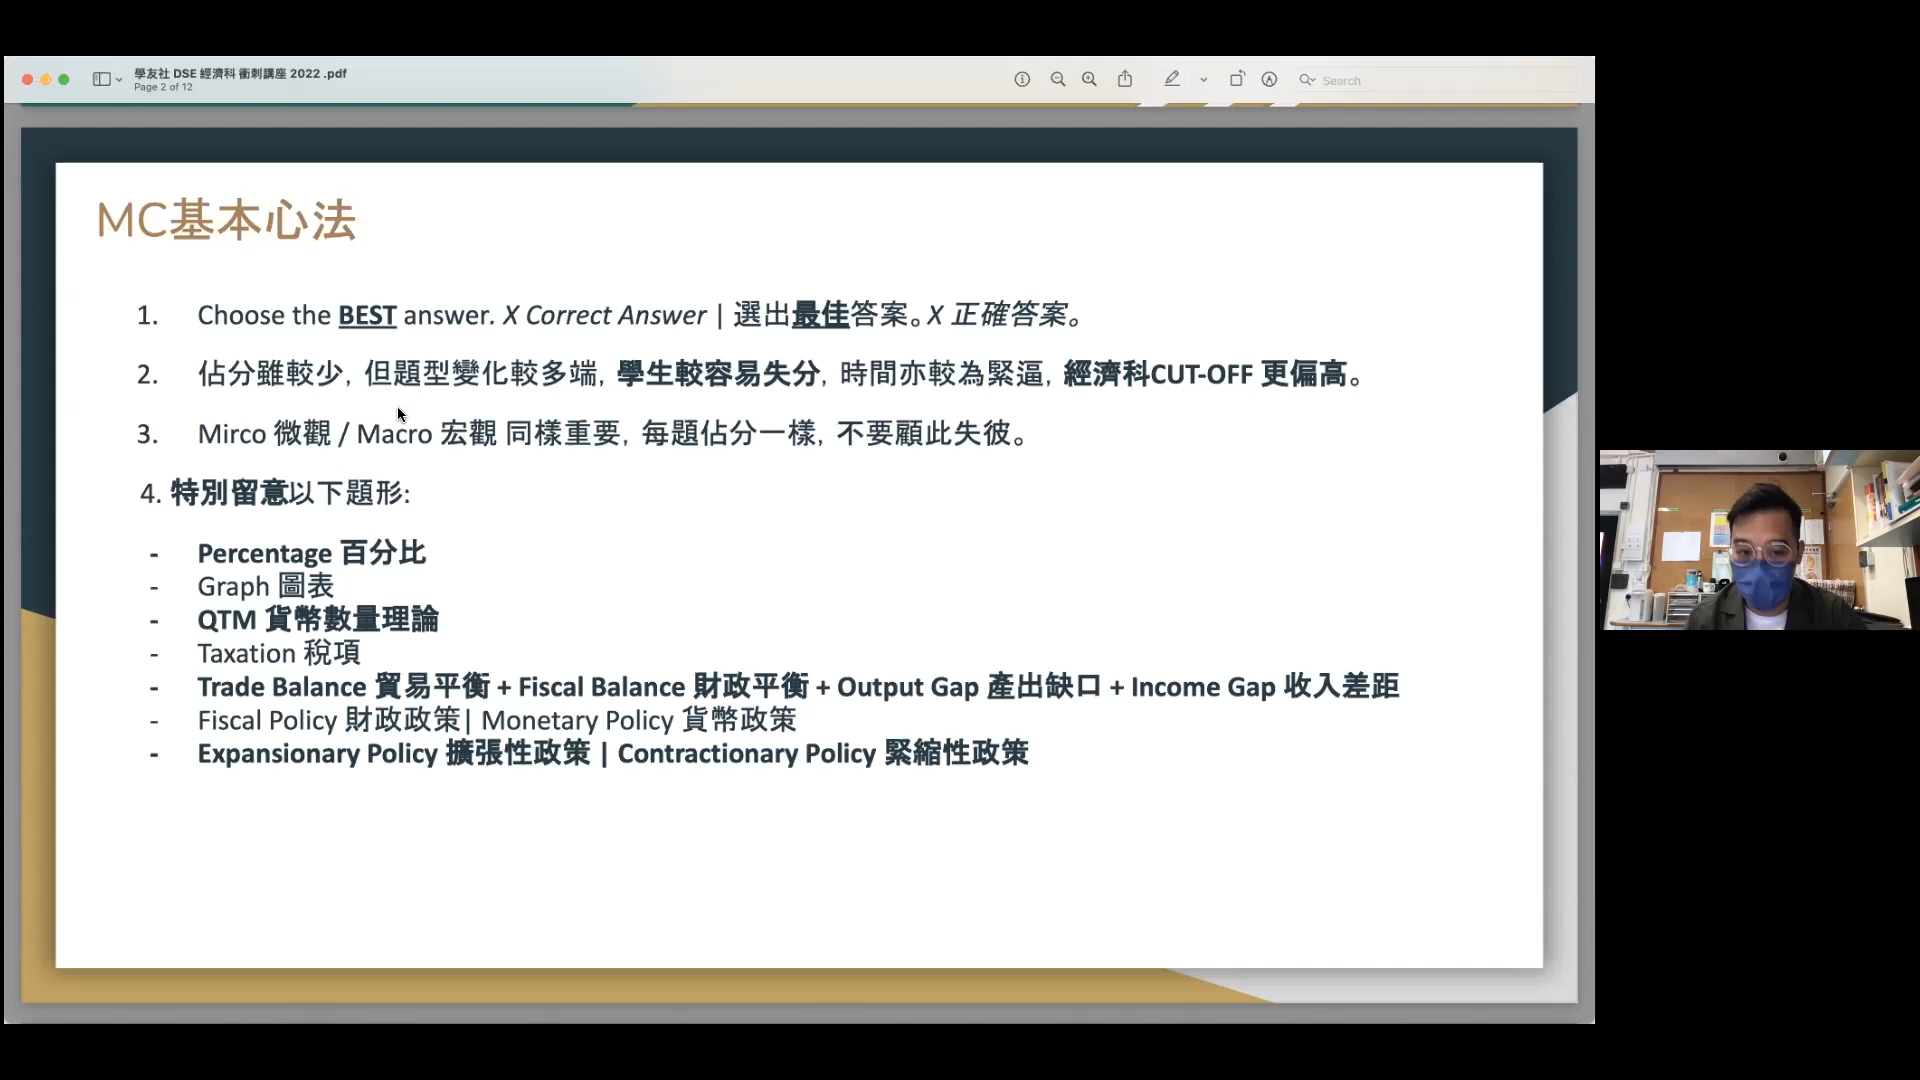 學友社 DSE 經濟科 衝刺講座 2022 .pdf
Page 2 of 12
Search
MC基本心法
1. Choose the BEST answer. X Correct Answer | 選出最佳答案。X 正確答案。
2. 佔分雖較少, 但題型變化較多端, 學生較容易失分, 時間亦較為緊逼, 經濟科CUT-OFF 更偏高。
3. Mirco 微觀 / Macro 宏觀 同樣重要, 每題佔分一樣, 不要顧此失彼。
4. 特別留意以下題形:
- Percentage 百分比
- Graph 圖表
- QTM 貨幣數量理論
- Taxation 稅項
- Trade Balance 貿易平衡 + Fiscal Balance 財政平衡 + Output Gap 產出缺口 + Income Gap 收入差距
- Fiscal Policy 財政政策| Monetary Policy 貨幣政策
- Expansionary Policy 擴張性政策 | Contractionary Policy 緊縮性政策